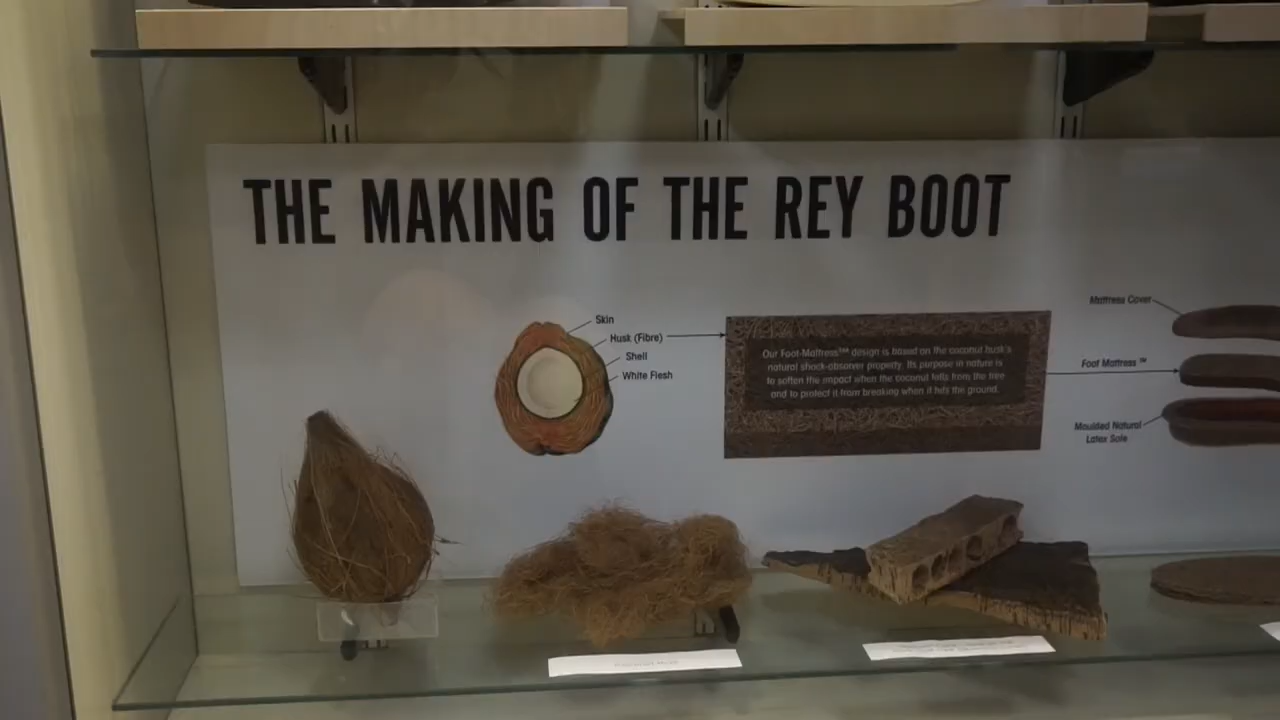 THE MAKING OF THE REY BOOT
Skin
Husk (Fibre)
Shell
White Flesh
Our Foot-Mattress™ design is based on the coconut husk's
natural shock-absorber property. Its purpose in nature is
to soften the impact when the coconut falls from the tree
and to protect it from breaking when it hits the ground.
Mattress Cover
Foot Mattress ™
Moulded Natural
Latex Sole